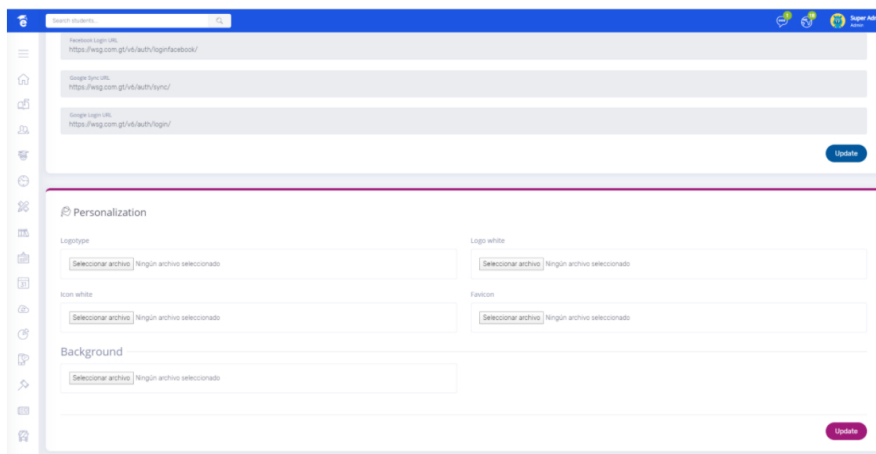 Search students...
Super Adm
Admin
Facebook Login URL
https://wsg.com.gt/v6/auth/loginfacebook/
Google Sync URL
https://wsg.com.gt/v6/auth/sync/
Google Login URL
https://wsg.com.gt/v6/auth/login/
Update
Personalization
Logotype
Logo white
Seleccionar archivo Ningún archivo seleccionado
Seleccionar archivo Ningún archivo seleccionado
Icon white
Favicon
Seleccionar archivo Ningún archivo seleccionado
Seleccionar archivo Ningún archivo seleccionado
Background
Seleccionar archivo Ningún archivo seleccionado
Update